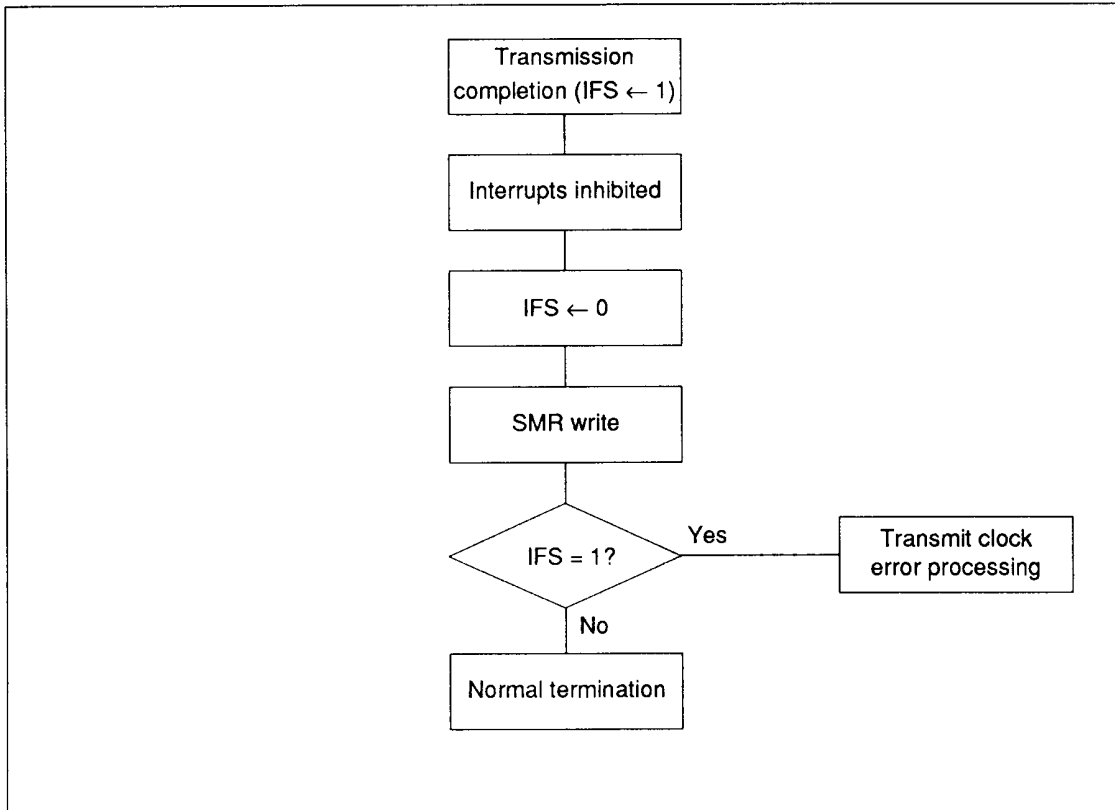 Transmission
completion (IFS ← 1)
Interrupts inhibited
IFS ← 0
SMR write
IFS = 1?
Yes
Transmit clock
error processing
No
Normal termination